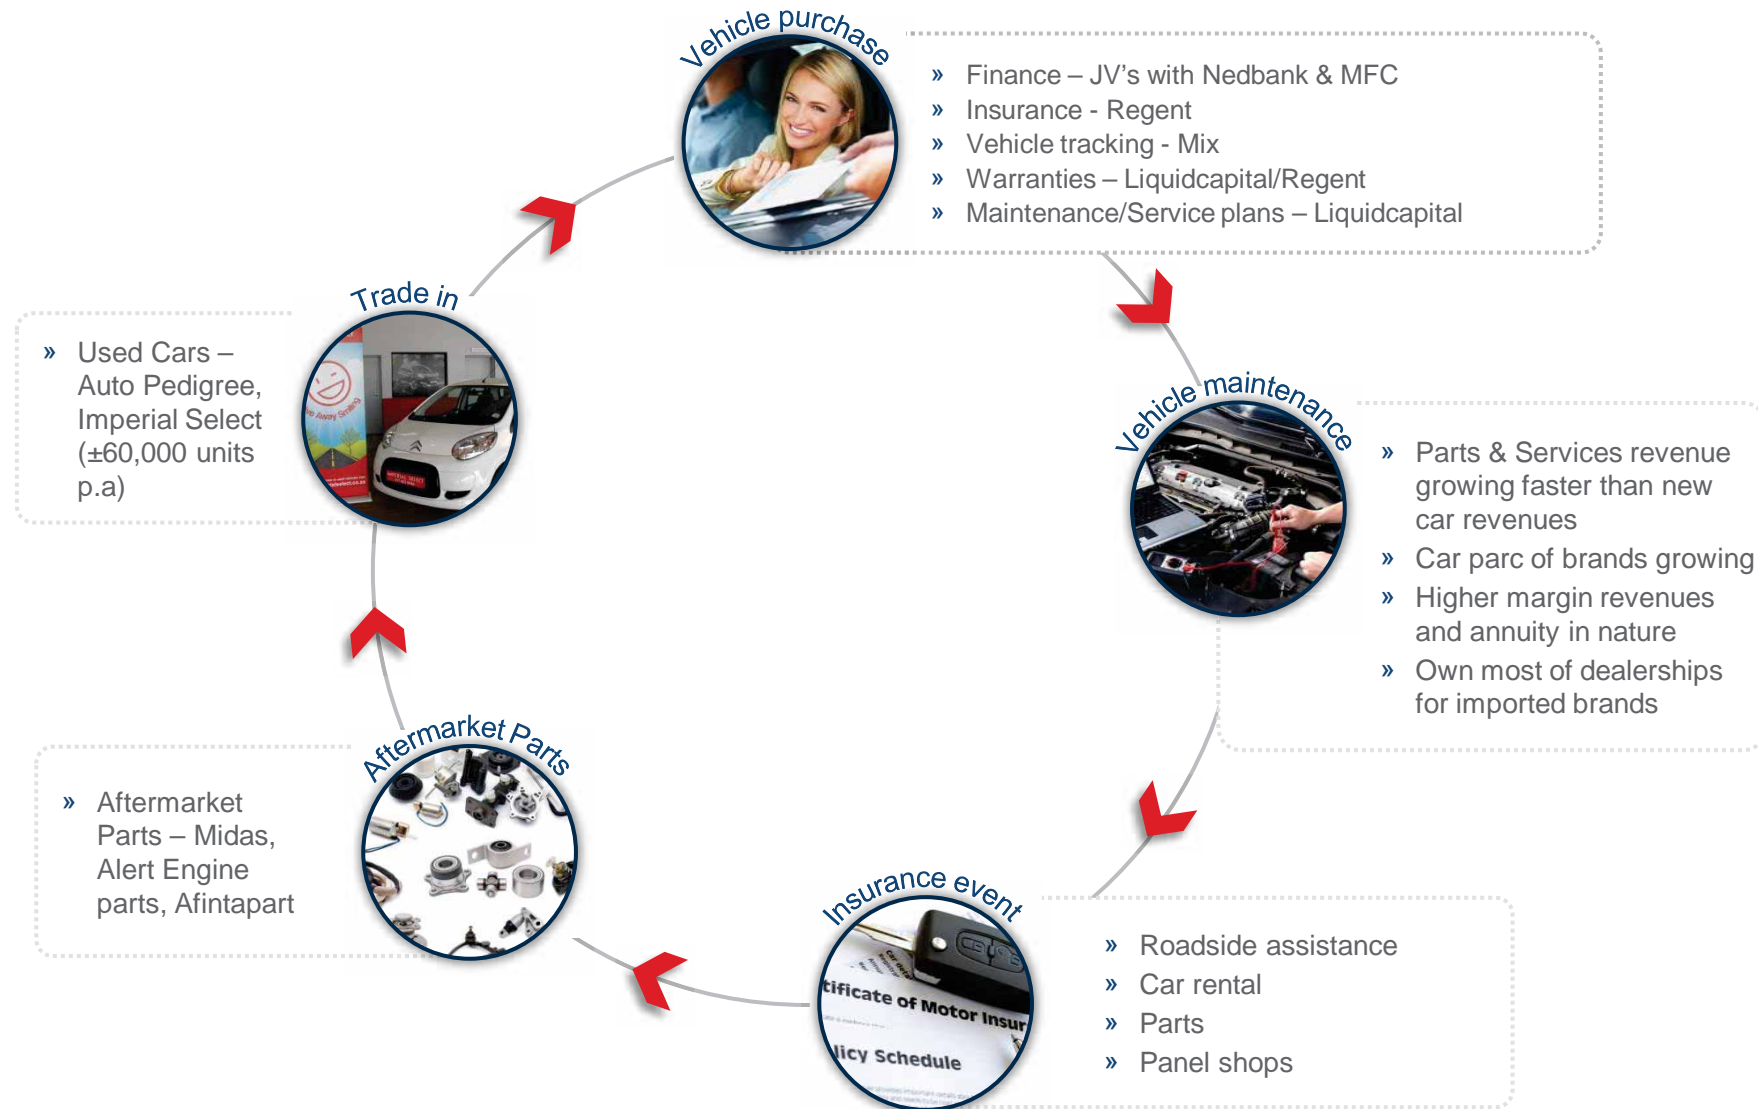 Vehicle purchase
» Finance – JV's with Nedbank & MFC
» Insurance - Regent
» Vehicle tracking - Mix
» Warranties – Liquidcapital/Regent
» Maintenance/Service plans – Liquidcapital
Trade in
» Used Cars –
Auto Pedigree,
Imperial Select
(±60,000 units
p.a)
Away Smiling
Vehicle maintenance
» Parts & Services revenue
growing faster than new
car revenues
» Car parc of brands growing
» Higher margin revenues
and annuity in nature
» Own most of dealerships
for imported brands
Aftermarket Parts
» Aftermarket
Parts – Midas,
Alert Engine
parts, Afintapart
Insurance event
tificate of Motor Insur
licy Schedule
» Roadside assistance
» Car rental
» Parts
» Panel shops